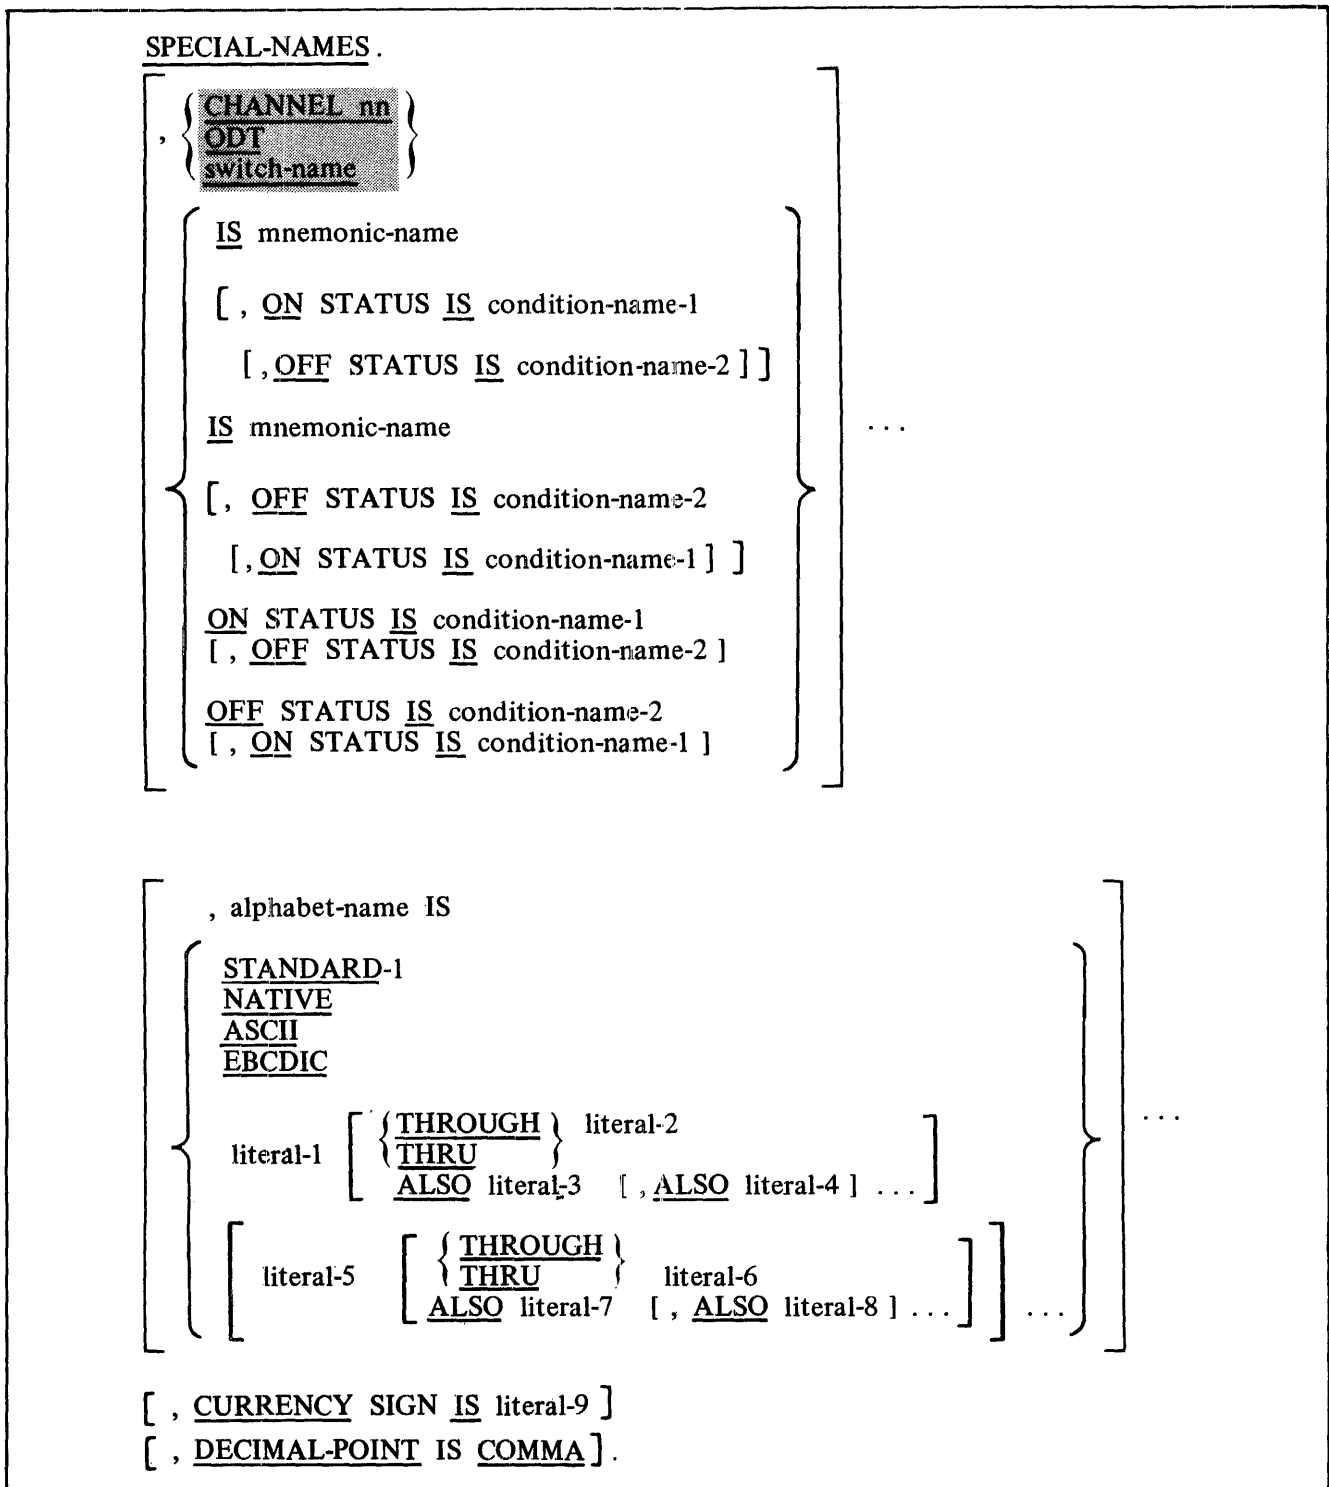 SPECIAL-NAMES.
, { CHANNEL nn
ODT
switch-name }
IS mnemonic-name
[ , ON STATUS IS condition-name-1
[ ,OFF STATUS IS condition-name-2 ] ]
IS mnemonic-name
...
[ , OFF STATUS IS condition-name-2
[ ,ON STATUS IS condition-name-1 ] ]
ON STATUS IS condition-name-1
[ , OFF STATUS IS condition-name-2 ]
OFF STATUS IS condition-name-2
[ , ON STATUS IS condition-name-1 ]
, alphabet-name IS
STANDARD-1
NATIVE
ASCII
EBCDIC
literal-1 [ { THROUGH } literal-2
{ THRU }
ALSO literal-3 [ , ALSO literal-4 ] ... ]
...
[ literal-5 [ { THROUGH }
{ THRU } literal-6
ALSO literal-7 [ , ALSO literal-8 ] ... ] ] ...
[ , CURRENCY SIGN IS literal-9 ]
[ , DECIMAL-POINT IS COMMA ] .